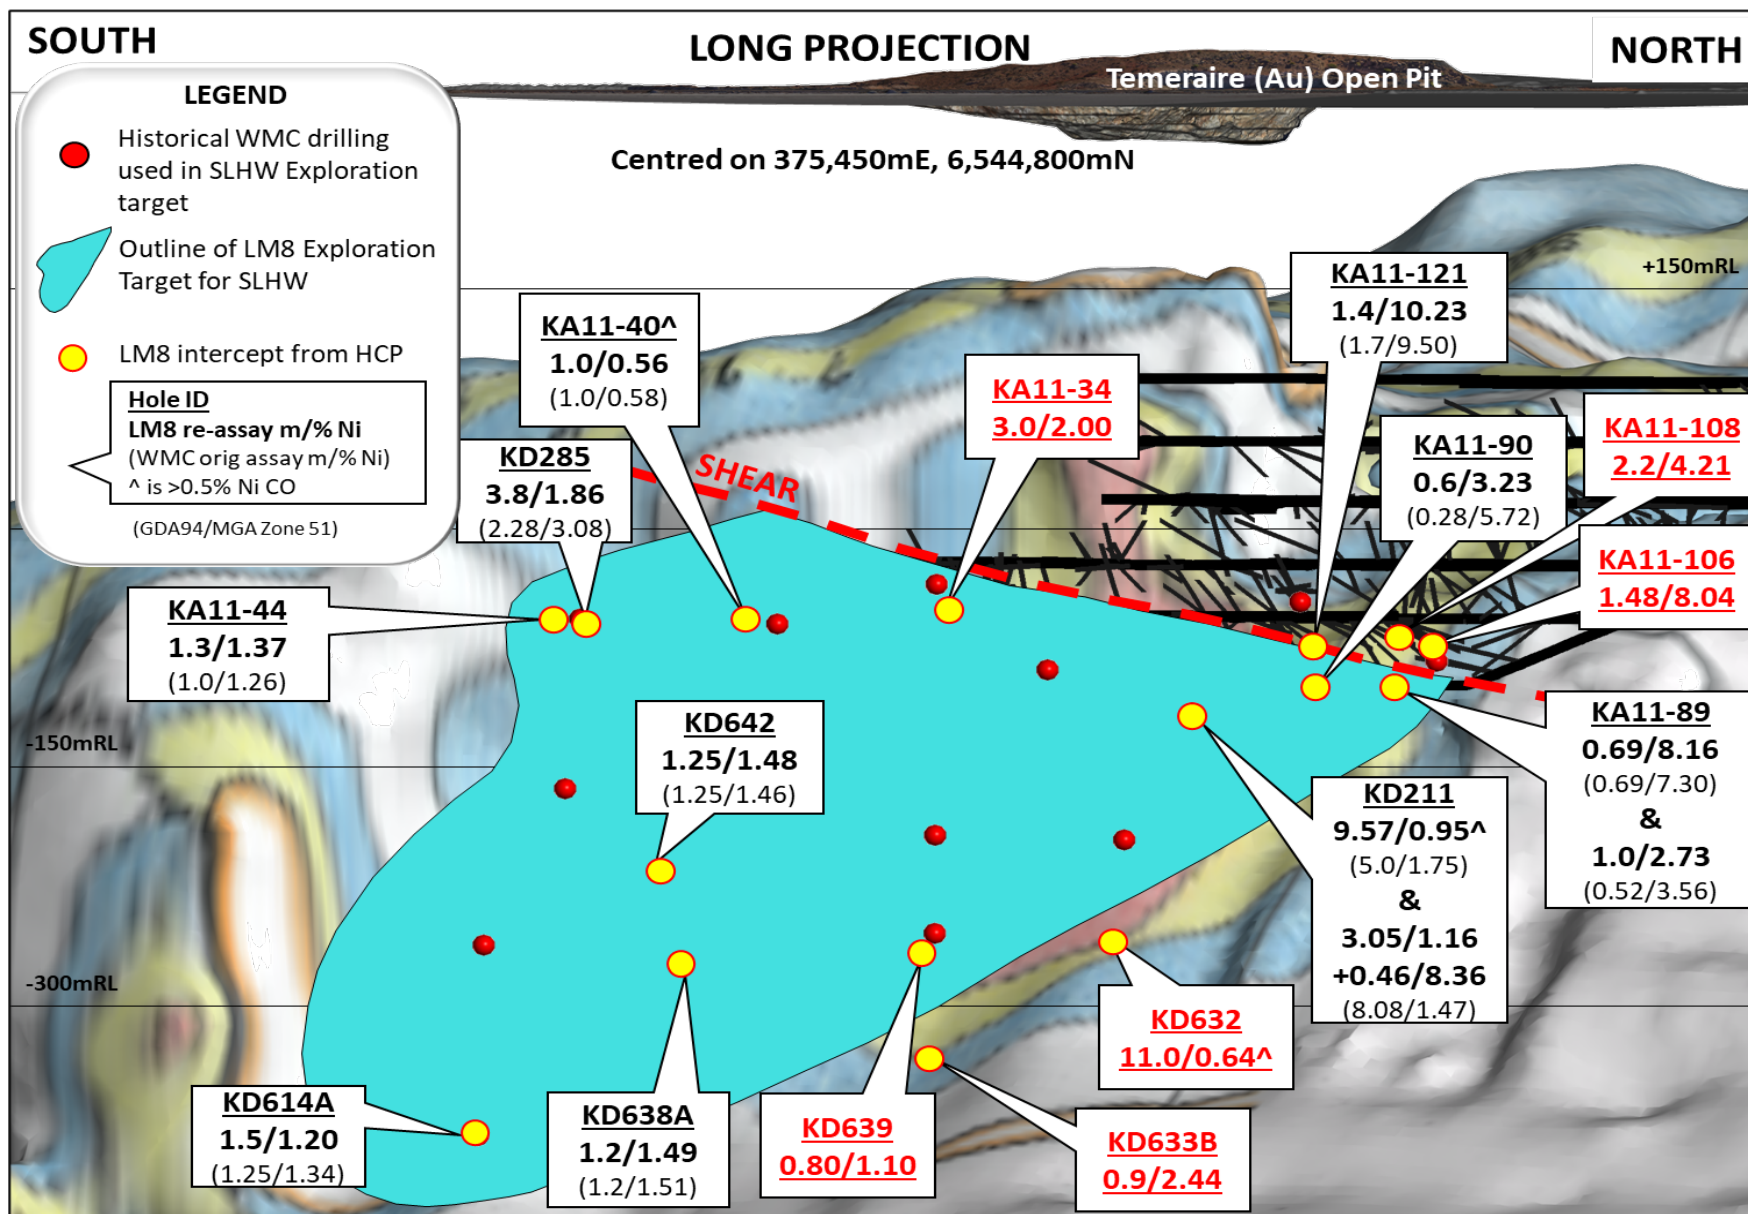 SOUTH
LONG PROJECTION
NORTH
Temeraire (Au) Open Pit
Centred on 375,450mE, 6,544,800mN
LEGEND
Historical WMC drilling
used in SLHW Exploration
target
Outline of LM8 Exploration
Target for SLHW
LM8 intercept from HCP
Hole ID
LM8 re-assay m/% Ni
(WMC orig assay m/% Ni)
^ is >0.5% Ni CO
(GDA94/MGA Zone 51)
+150mRL
KA11-121
1.4/10.23
(1.7/9.50)
KA11-40^
1.0/0.56
(1.0/0.58)
KA11-34
3.0/2.00
KA11-90
0.6/3.23
(0.28/5.72)
KA11-108
2.2/4.21
KD285
3.8/1.86
(2.28/3.08)
SHEAR
KA11-106
1.48/8.04
KA11-44
1.3/1.37
(1.0/1.26)
KD642
1.25/1.48
(1.25/1.46)
KA11-89
0.69/8.16
(0.69/7.30)
&
1.0/2.73
(0.52/3.56)
-150mRL
KD211
9.57/0.95^
(5.0/1.75)
&
3.05/1.16
+0.46/8.36
(8.08/1.47)
-300mRL
KD632
11.0/0.64^
KD614A
1.5/1.20
(1.25/1.34)
KD638A
1.2/1.49
(1.2/1.51)
KD639
0.80/1.10
KD633B
0.9/2.44